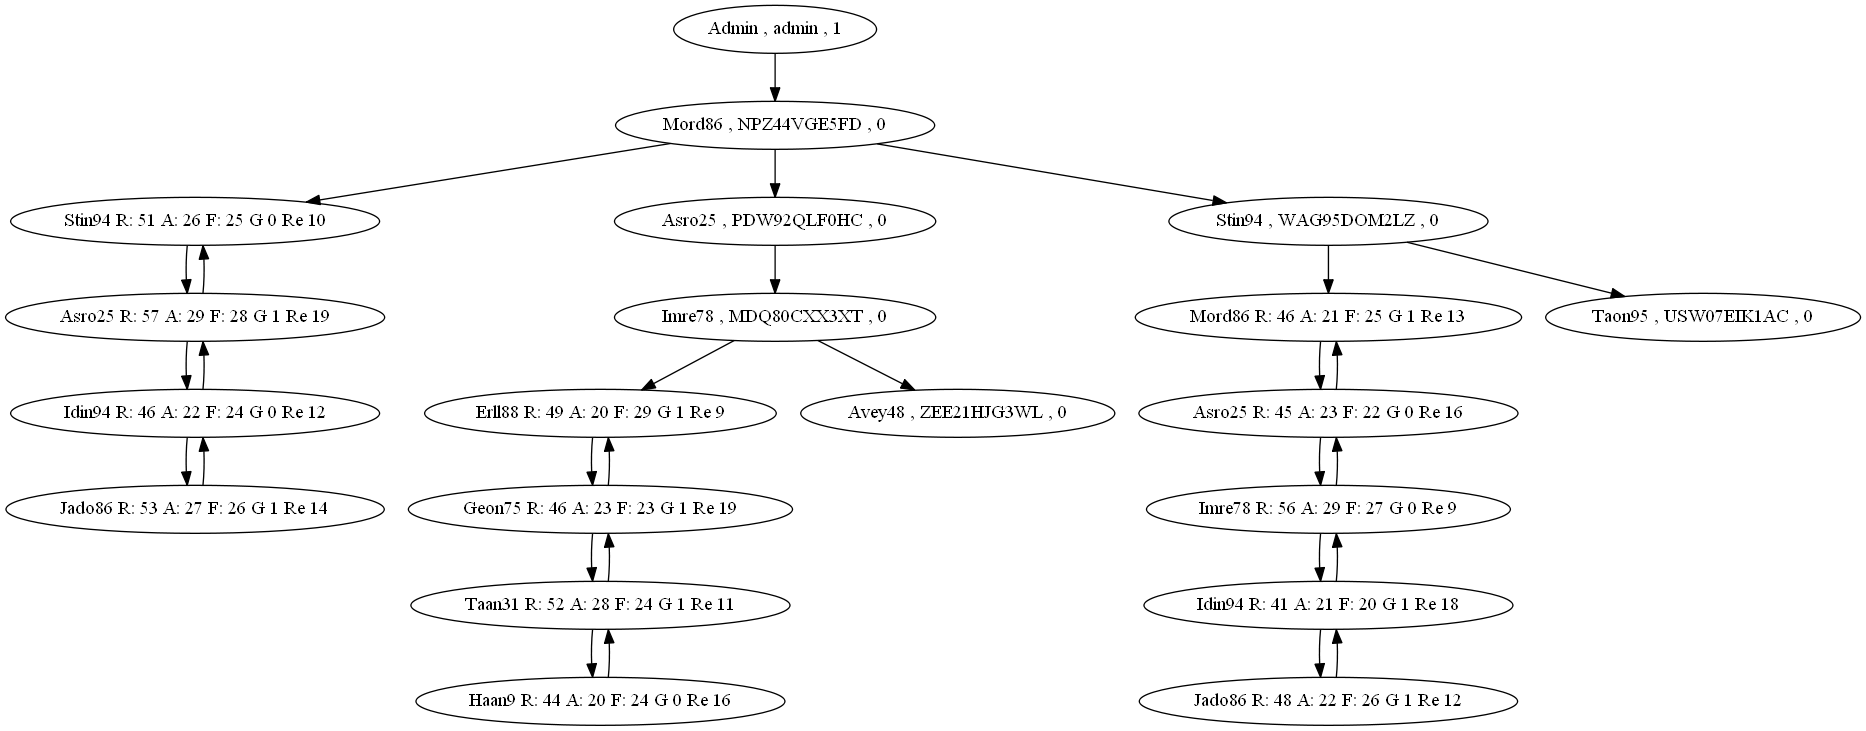 Admin , admin , 1
Mord86 , NPZ44VGE5FD , 0
Stin94 R: 51 A: 26 F: 25 G 0 Re 10
Asro25 , PDW92QLF0HC , 0
Stin94 , WAG95DOM2LZ , 0
Asro25 R: 57 A: 29 F: 28 G 1 Re 19
Imre78 , MDQ80CXX3XT , 0
Mord86 R: 46 A: 21 F: 25 G 1 Re 13
Taon95 , USW07EIK1AC , 0
Idin94 R: 46 A: 22 F: 24 G 0 Re 12
Erll88 R: 49 A: 20 F: 29 G 1 Re 9
Avey48 , ZEE21HJG3WL , 0
Asro25 R: 45 A: 23 F: 22 G 0 Re 16
Jado86 R: 53 A: 27 F: 26 G 1 Re 14
Geon75 R: 46 A: 23 F: 23 G 1 Re 19
Imre78 R: 56 A: 29 F: 27 G 0 Re 9
Taan31 R: 52 A: 28 F: 24 G 1 Re 11
Idin94 R: 41 A: 21 F: 20 G 1 Re 18
Haan9 R: 44 A: 20 F: 24 G 0 Re 16
Jado86 R: 48 A: 22 F: 26 G 1 Re 12